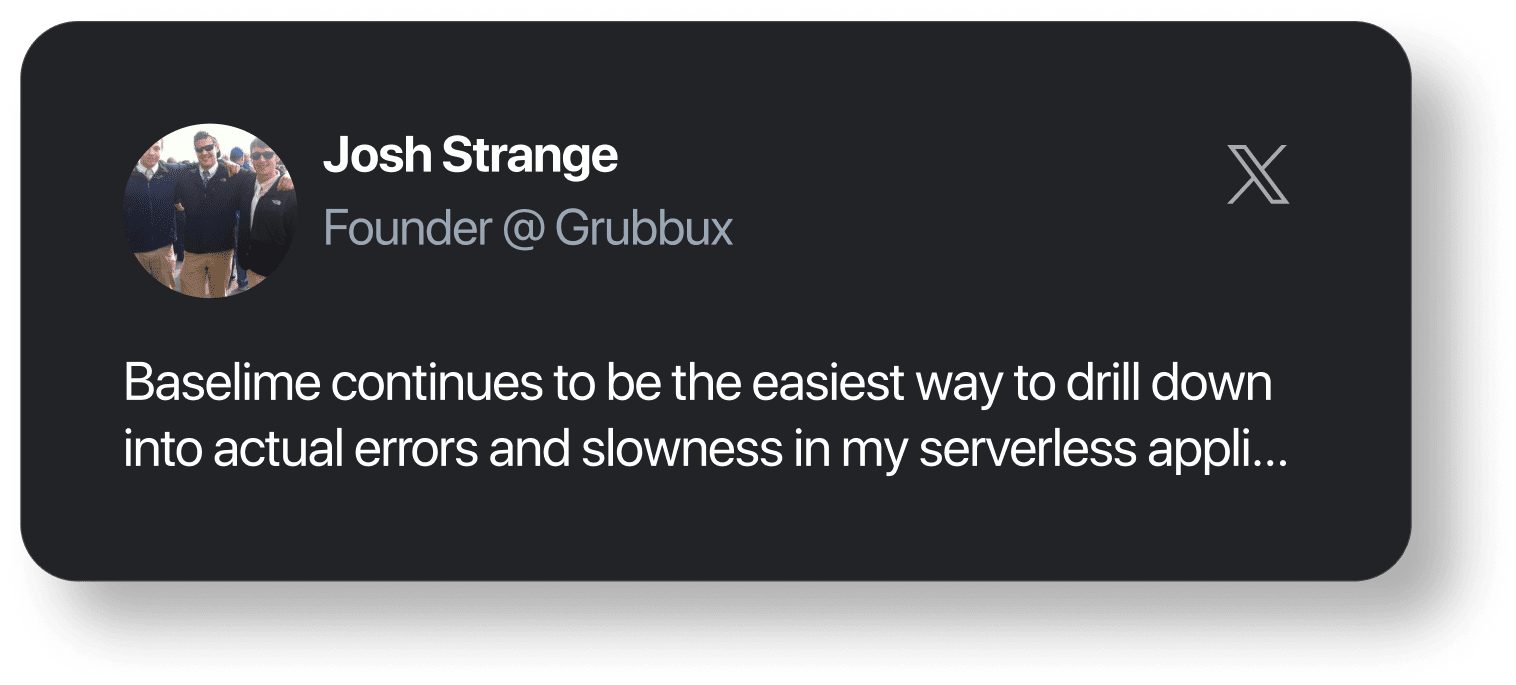 Josh Strange
Founder @ Grubbux
Baselime continues to be the easiest way to drill down
into actual errors and slowness in my serverless appli...